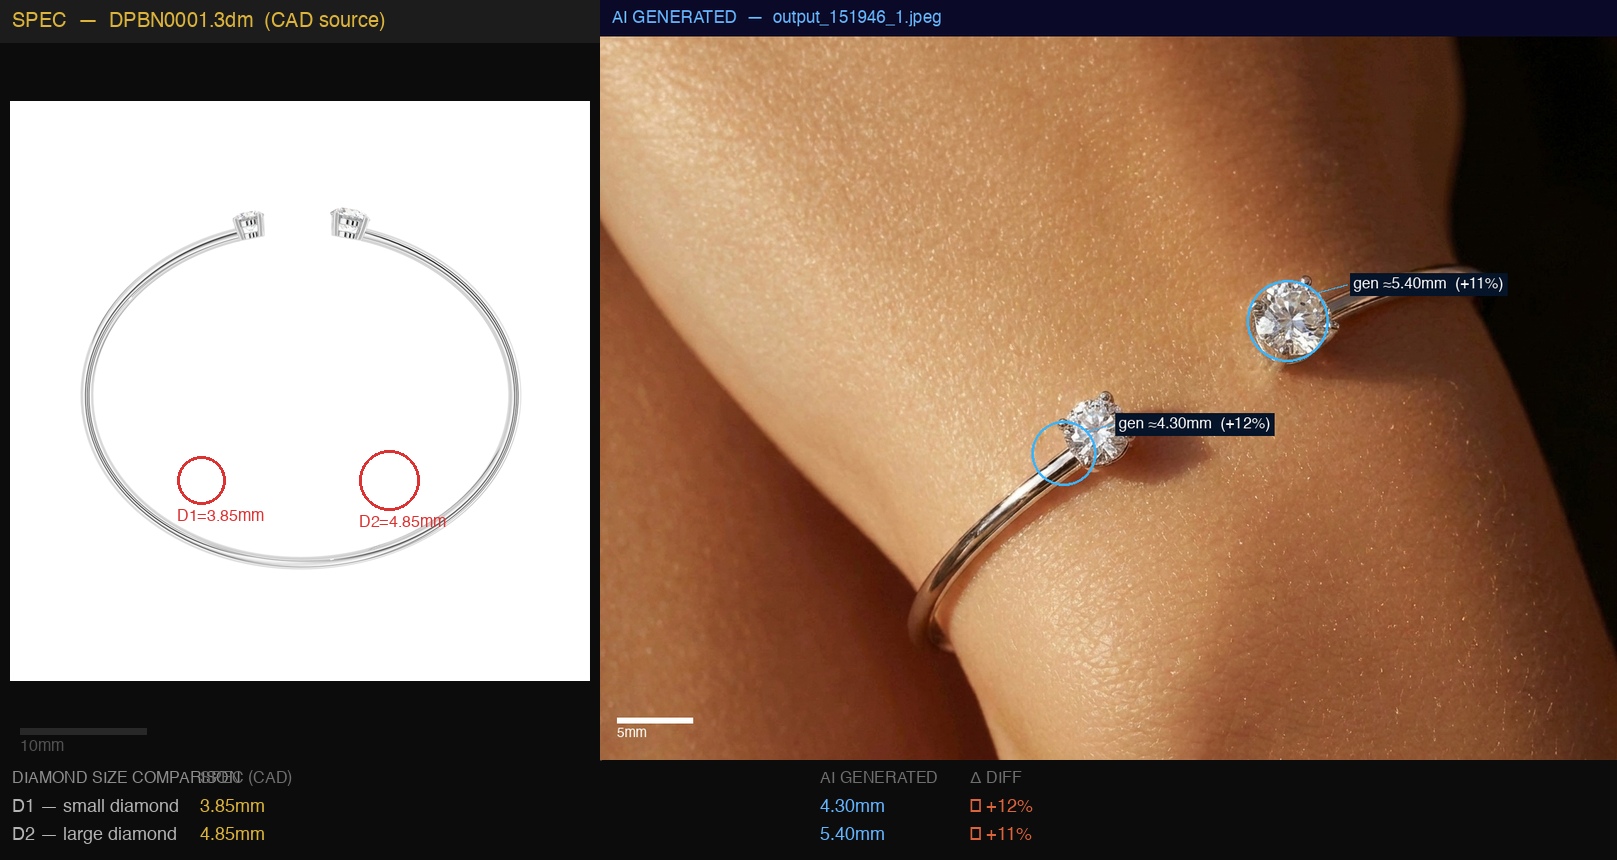 SPEC — DPBN0001.3dm (CAD source)
AI GENERATED — output_151946_1.jpeg
gen ≈5.40mm (+11%)
gen ≈4.30mm (+12%)
D1=3.85mm
D2=4.85mm
5mm
10mm
DIAMOND SIZE COMPARISON SPEC (CAD) AI GENERATED Δ DIFF
D1 — small diamond 3.85mm 4.30mm +12%
D2 — large diamond 4.85mm 5.40mm +11%